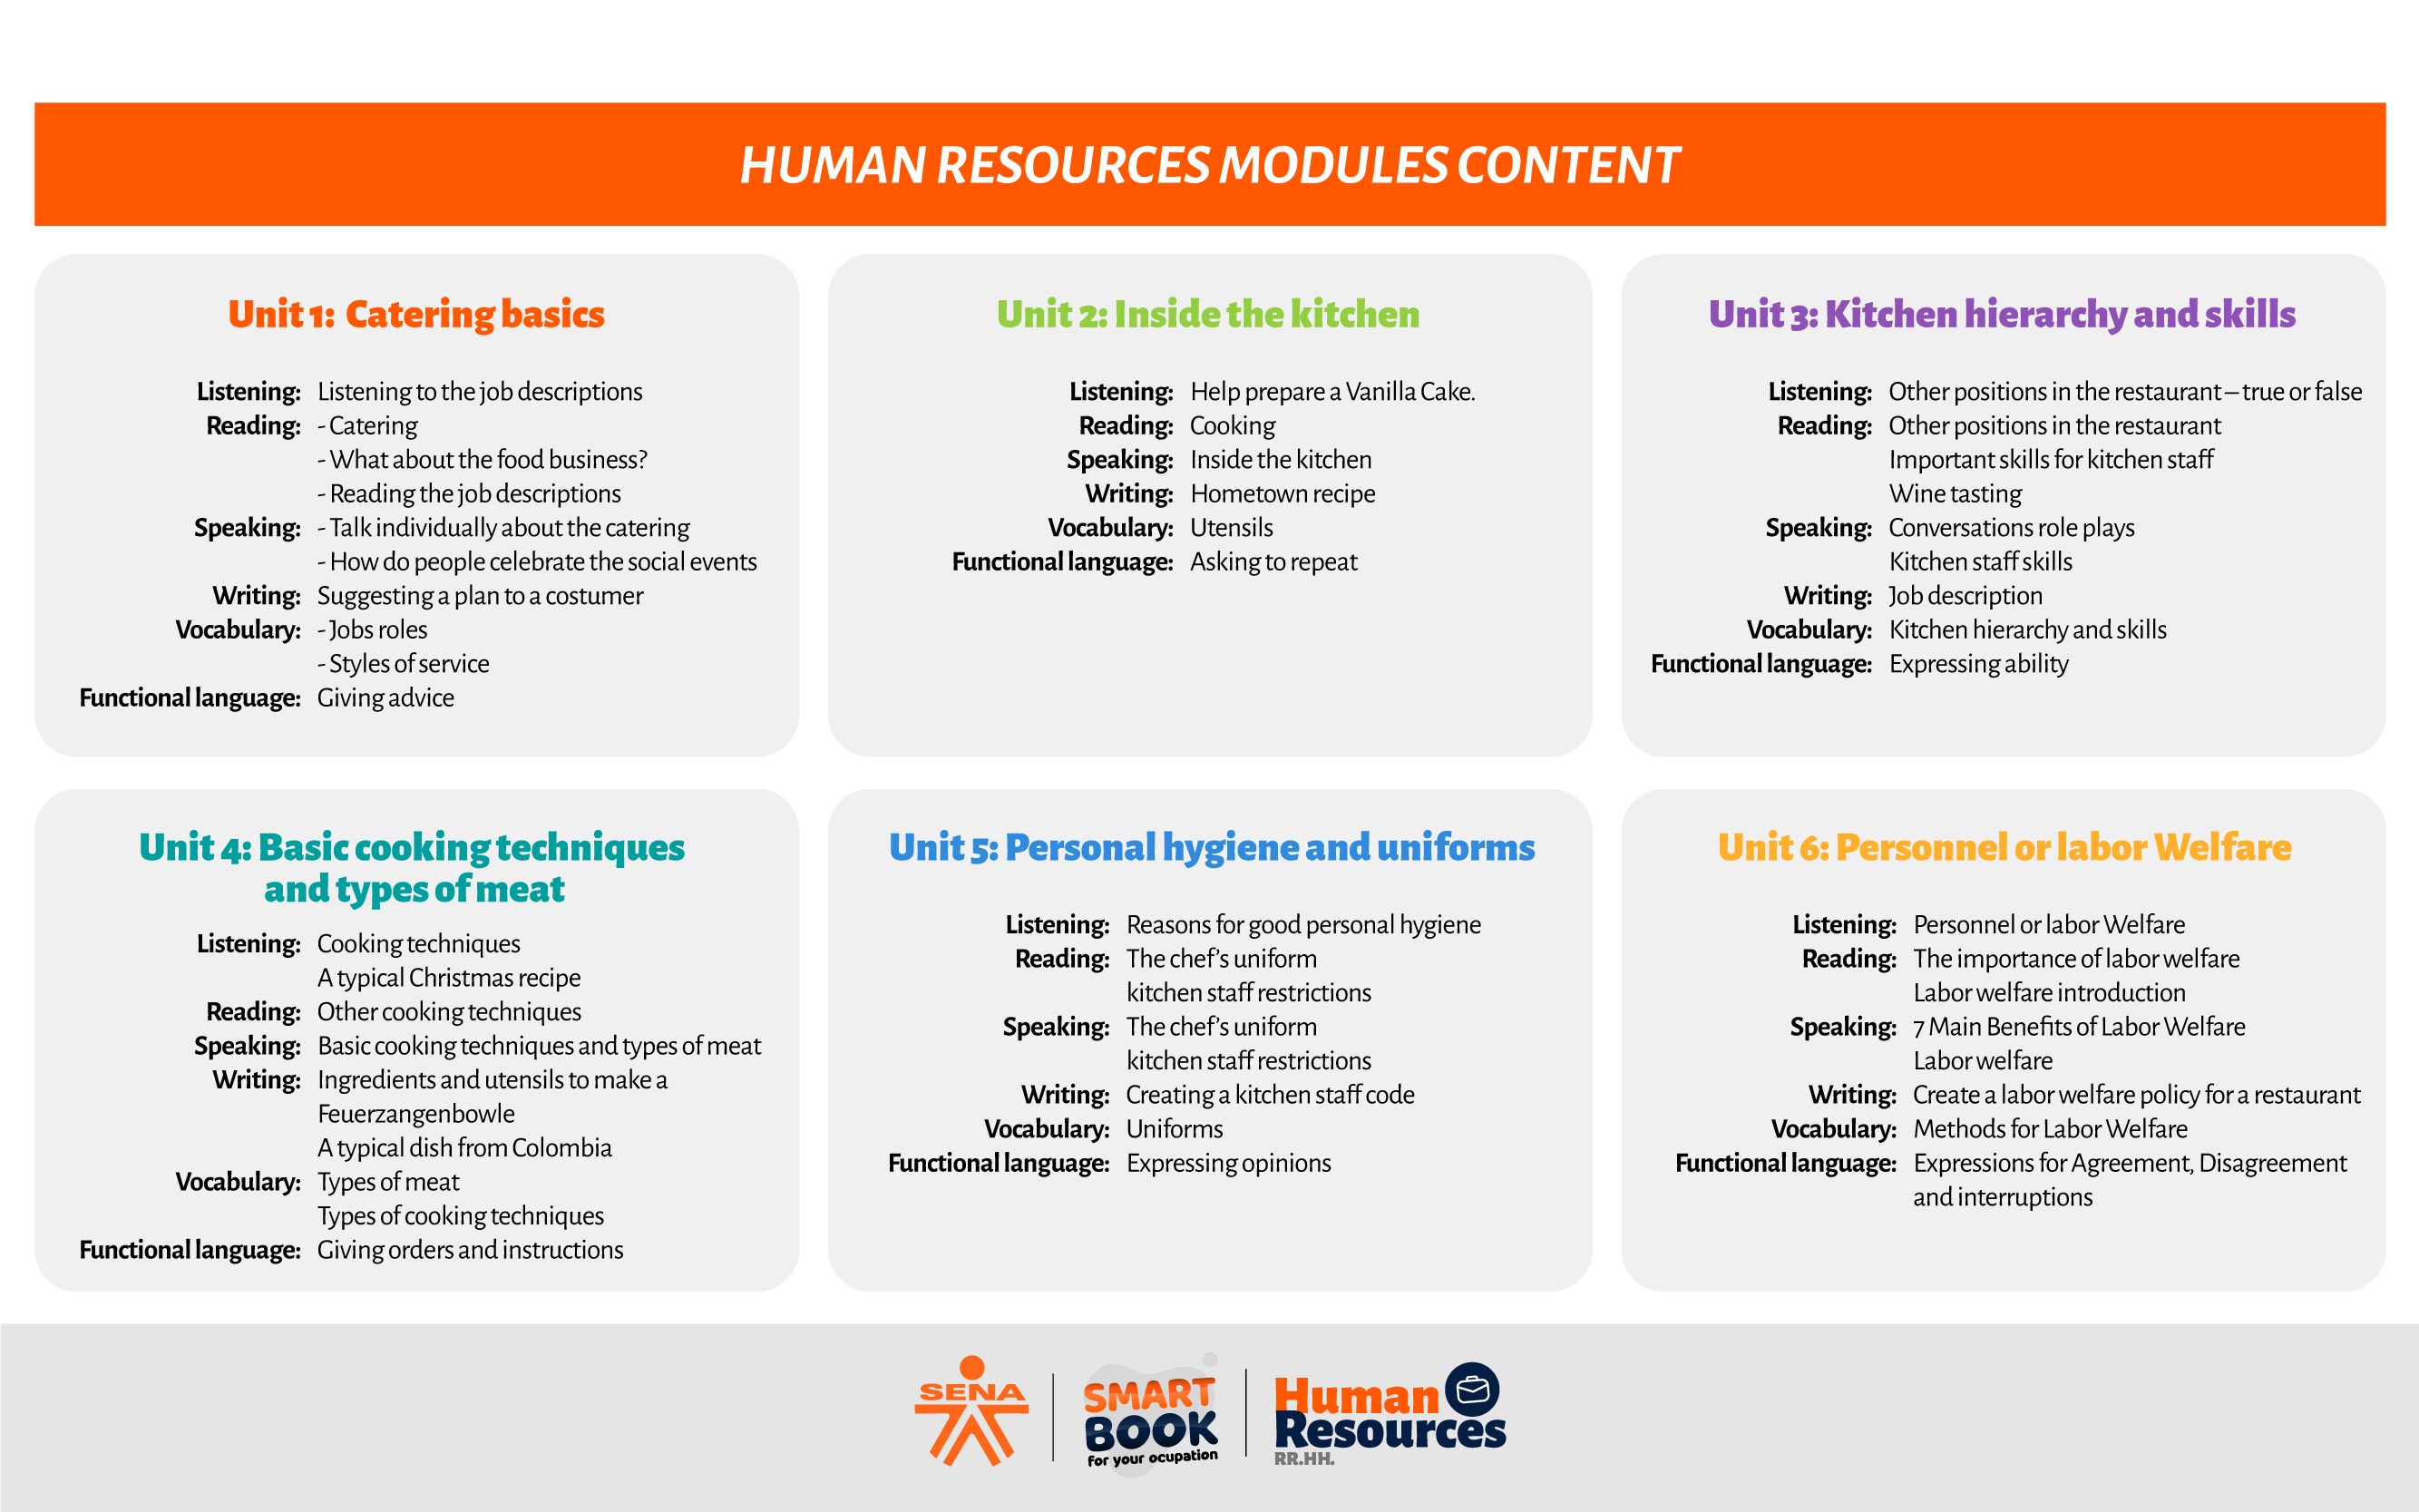 HUMAN RESOURCES MODULES CONTENT
Unit 1: Catering basics
Listening: Listening to the job descriptions
Reading: - Catering
- What about the food business?
- Reading the job descriptions
Speaking: - Talk individually about the catering
- How do people celebrate the social events
Writing: Suggesting a plan to a costumer
Vocabulary: - Jobs roles
- Styles of service
Functional language: Giving advice
Unit 2: Inside the kitchen
Listening: Help prepare a Vanilla Cake.
Reading: Cooking
Speaking: Inside the kitchen
Writing: Hometown recipe
Vocabulary: Utensils
Functional language: Asking to repeat
Unit 3: Kitchen hierarchy and skills
Listening: Other positions in the restaurant – true or false
Reading: Other positions in the restaurant
Important skills for kitchen staff
Wine tasting
Speaking: Conversations role plays
Kitchen staff skills
Writing: Job description
Vocabulary: Kitchen hierarchy and skills
Functional language: Expressing ability
Unit 4: Basic cooking techniques
and types of meat
Listening: Cooking techniques
A typical Christmas recipe
Reading: Other cooking techniques
Speaking: Basic cooking techniques and types of meat
Writing: Ingredients and utensils to make a
Feuerzangenbowle
A typical dish from Colombia
Vocabulary: Types of meat
Types of cooking techniques
Functional language: Giving orders and instructions
Unit 5: Personal hygiene and uniforms
Listening: Reasons for good personal hygiene
Reading: The chef’s uniform
kitchen staff restrictions
Speaking: The chef’s uniform
kitchen staff restrictions
Writing: Creating a kitchen staff code
Vocabulary: Uniforms
Functional language: Expressing opinions
Unit 6: Personnel or labor Welfare
Listening: Personnel or labor Welfare
Reading: The importance of labor welfare
Labor welfare introduction
Speaking: 7 Main Benefits of Labor Welfare
Labor welfare
Writing: Create a labor welfare policy for a restaurant
Vocabulary: Methods for Labor Welfare
Functional language: Expressions for Agreement, Disagreement
and interruptions
SENA
SMART
BOOK
for your ocupation
Human
Resources
RR.HH.